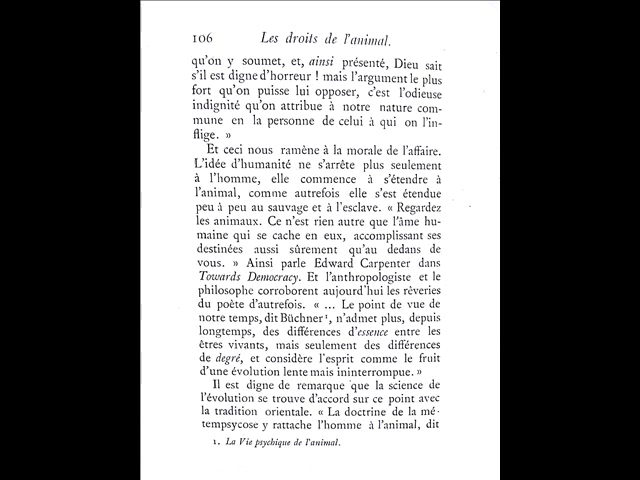 106 Les droits de l'animal.
qu'on y soumet, et, ainsi présenté, Dieu sait
s'il est digne d'horreur ! mais l'argument le plus
fort qu'on puisse lui opposer, c'est l'odieuse
indignité qu'on attribue à notre nature com-
mune en la personne de celui à qui on l'in-
flige. »
Et ceci nous ramène à la morale de l'affaire.
L'idée d'humanité ne s'arrête plus seulement
à l'homme, elle commence à s'étendre à
l'animal, comme autrefois elle s'est étendue
peu à peu au sauvage et à l'esclave. « Regardez
les animaux. Ce n'est rien autre que l'âme hu-
maine qui se cache en eux, accomplissant ses
destinées aussi sûrement qu'au dedans de
vous. » Ainsi parle Edward Carpenter dans
Towards Democracy. Et l'anthropologiste et le
philosophe corroborent aujourd'hui les rêveries
du poète d'autrefois. « ... Le point de vue de
notre temps, dit Büchner¹, n'admet plus, depuis
longtemps, des différences d'essence entre les
êtres vivants, mais seulement des différences
de degré, et considère l'esprit comme le fruit
d'une évolution lente mais ininterrompue. »
Il est digne de remarque que la science de
l'évolution se trouve d'accord sur ce point avec
la tradition orientale. « La doctrine de la mé-
tempsycose y rattache l'homme à l'animal, dit
1. La Vie psychique de l'animal.